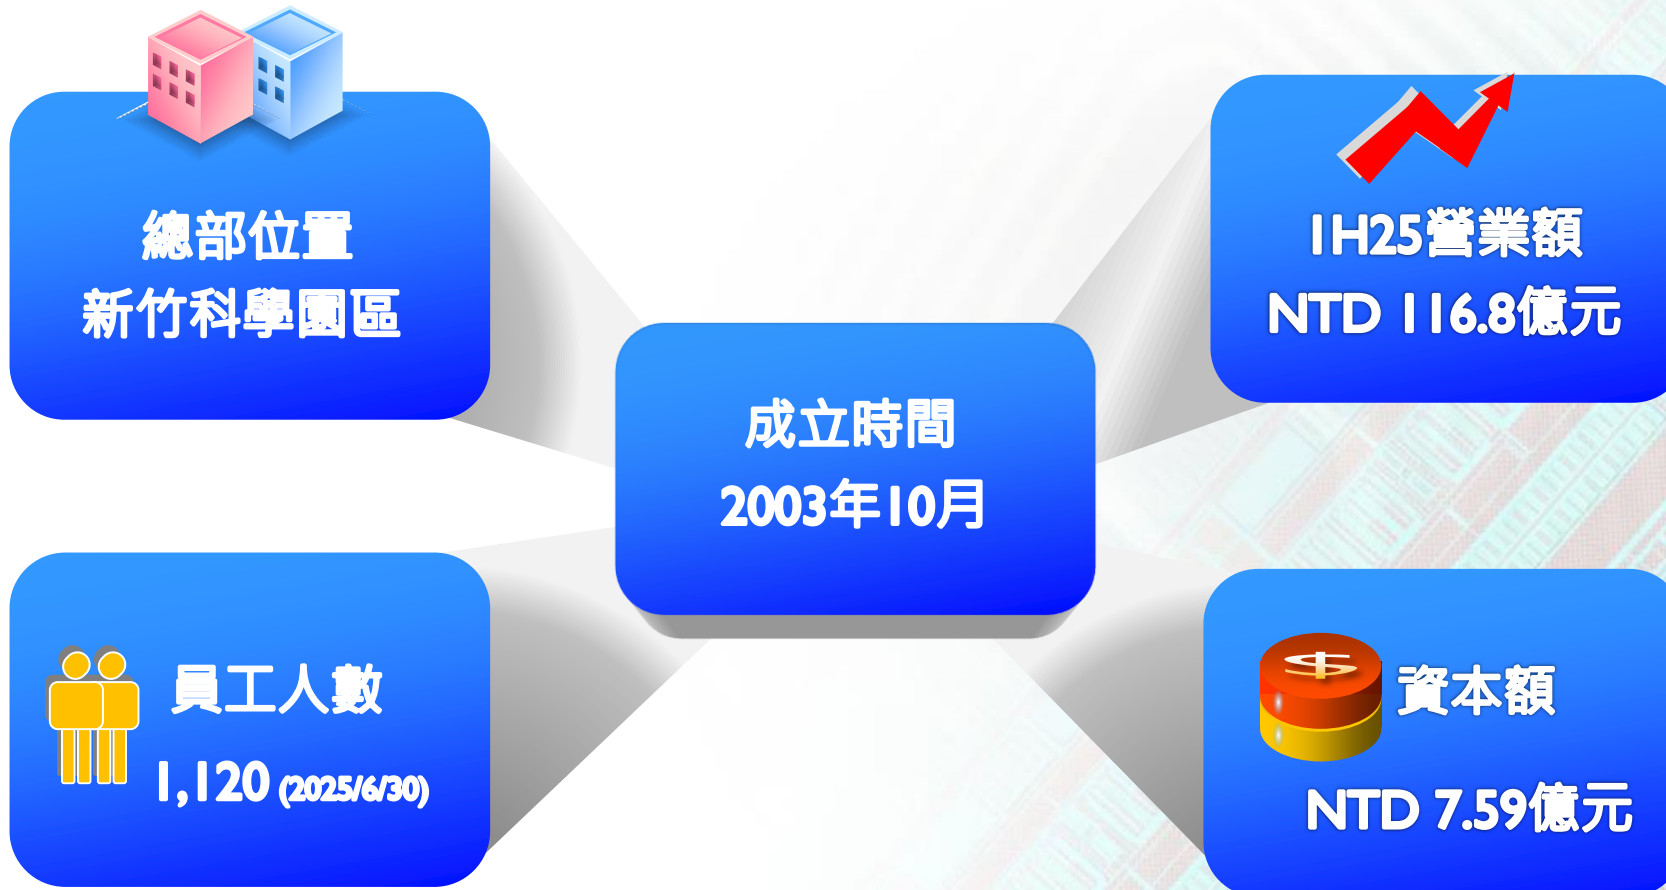 總部位置
新竹科學園區
1H25營業額
NTD 116.8億元
成立時間
2003年10月
員工人數
1,120 (2025/6/30)
資本額
NTD 7.59億元